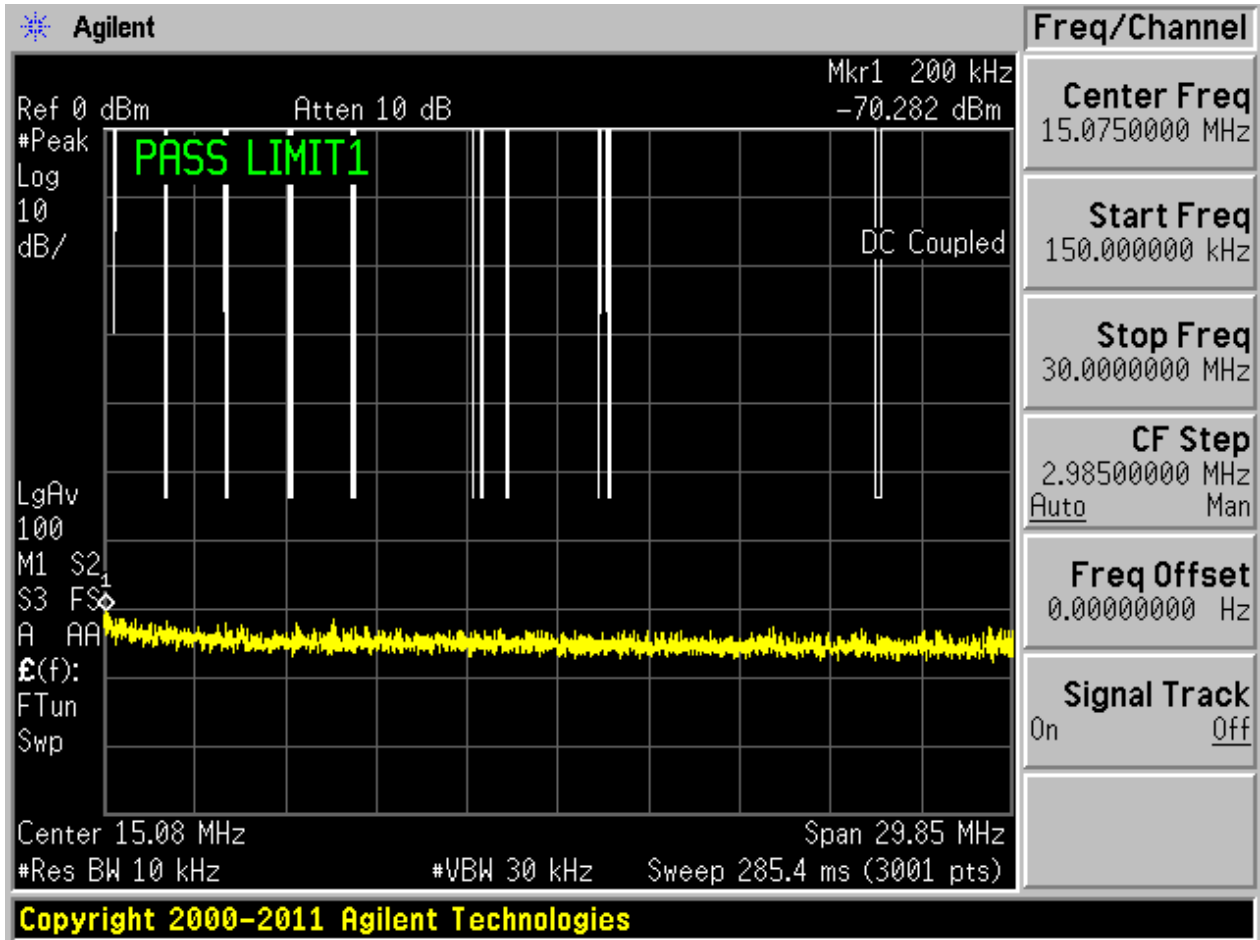 Agilent
Freq/Channel
Mkr1 200 kHz
Ref 0 dBm Atten 10 dB -70.282 dBm
#Peak
Log
10
dB/
PASS LIMIT1
DC Coupled
LgAv
100
M1 S2
S3 FS
A AA
£(f):
FTun
Swp
1
Center 15.08 MHz Span 29.85 MHz
#Res BW 10 kHz #VBW 30 kHz Sweep 285.4 ms (3001 pts)
Center Freq
15.0750000 MHz
Start Freq
150.000000 kHz
Stop Freq
30.0000000 MHz
CF Step
2.98500000 MHz
Auto Man
Freq Offset
0.00000000 Hz
Signal Track
On Off
Copyright 2000-2011 Agilent Technologies